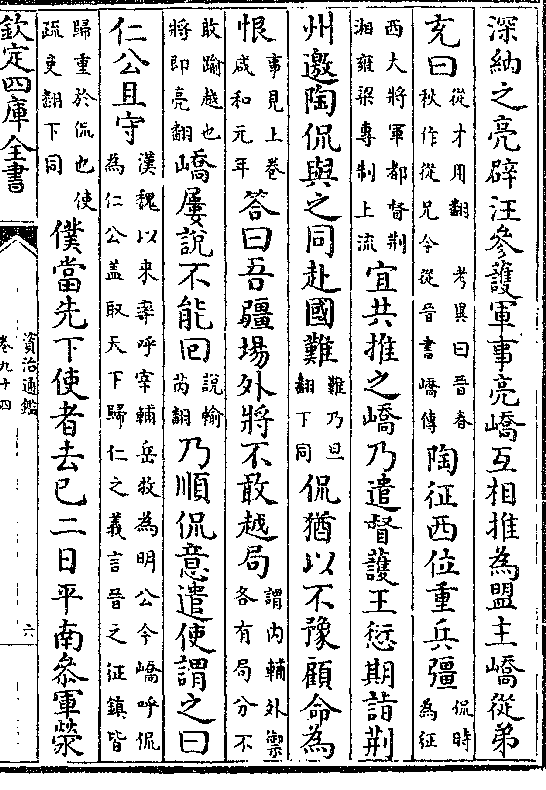 深納之亮辟汪參護軍事亮嶠互相推為盟主嶠從弟
充曰從才用翻 考異曰晉春秋作從兄今從晉書嶠傳陶征西位重兵彊侃時為征
西大將軍都督荆湘雍梁專制上流宜共推之嶠乃遣督護王愆期詣荆
州邀陶侃與之同赴國難難乃旦翻下同侃猶以不豫顧命為
恨事見上卷咸和元年答曰吾疆場外將不敢越局謂内輔外禦各有局分不
敢踰越也將即亮翻嶠屢說不能回說輸芮翻乃順侃意遣使謂之曰
仁公且守漢魏以來率呼宰輔岳牧為明公今嶠呼侃為仁公盖取天下歸仁之義言晉之征鎮皆
歸重於侃也使疏吏翻下同僕當先下使者去已二日平南叅軍滎
欽定四庫全書
資治通鑑
卷九十四
六